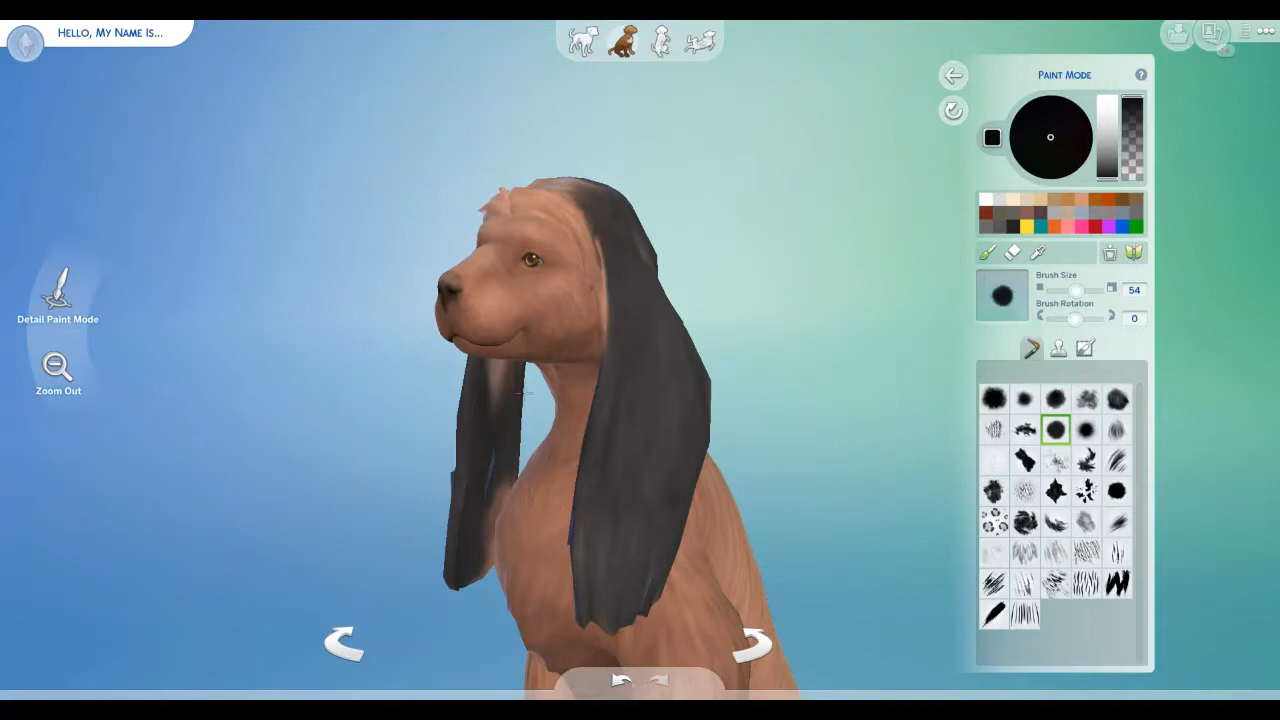 Hello, My Name Is...
Paint Mode
?
Brush Size
54
Brush Rotation
0
Detail Paint Mode
Zoom Out